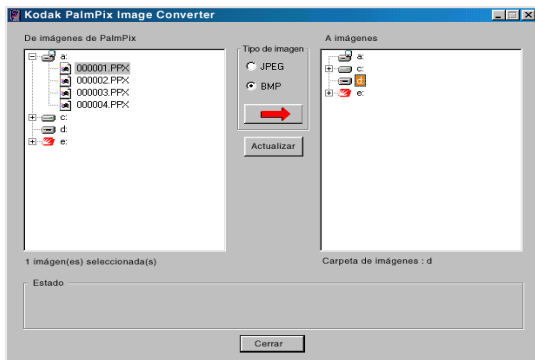 Kodak PalmPix Image Converter
De imágenes de PalmPix
a:
000001.PPX
000002.PPX
000003.PPX
000004.PPX
c:
d:
e:
1 imágen(es) seleccionada(s)
Tipo de imagen
JPEG
BMP
Actualizar
A imágenes
a:
c:
d:
e:
Carpeta de imágenes : d
Estado
Cerrar